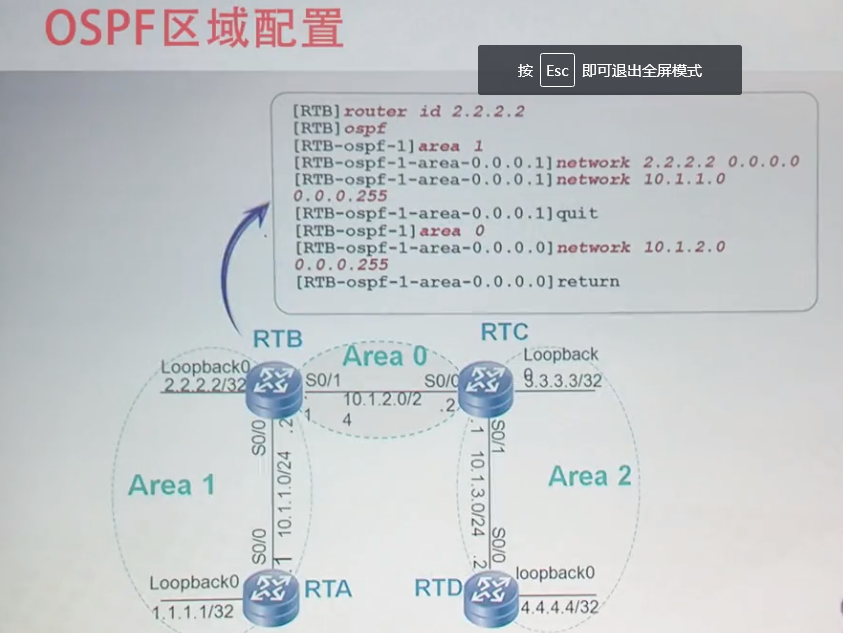 OSPF区域配置
按 Esc 即可退出全屏模式
[RTB]router id 2.2.2.2
[RTB]ospf
[RTB-ospf-1]area 1
[RTB-ospf-1-area-0.0.0.1]network 2.2.2.2 0.0.0.0
[RTB-ospf-1-area-0.0.0.1]network 10.1.1.0
0.0.0.255
[RTB-ospf-1-area-0.0.0.1]quit
[RTB-ospf-1]area 0
[RTB-ospf-1-area-0.0.0.0]network 10.1.2.0
0.0.0.255
[RTB-ospf-1-area-0.0.0.0]return
RTB
RTC
Area 0
Loopback0
2.2.2.2/32
S0/1
S0/0
10.1.2.0/2
4
.1
.2
Loopback
0
3.3.3.3/32
S0/0
.2
10.1.1.0/24
S0/0
.1
Area 1
.1
S0/1
10.1.3.0/24
.2
S0/0
Area 2
Loopback0
1.1.1.1/32
RTA
RTD
loopback0
4.4.4.4/32